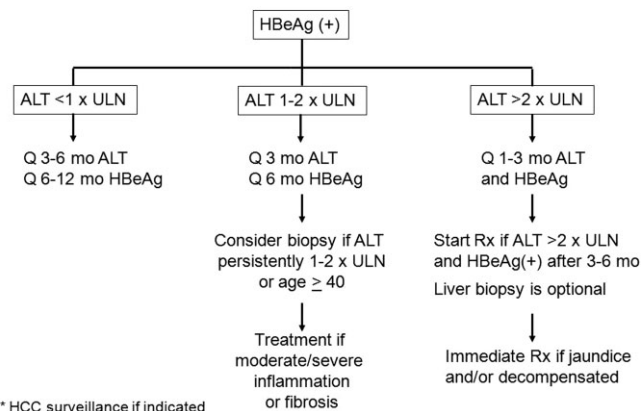 HBeAg (+)
ALT <1 x ULN
ALT 1-2 x ULN
ALT >2 x ULN
Q 3-6 mo ALT
Q 6-12 mo HBeAg
Q 3 mo ALT
Q 6 mo HBeAg
Q 1-3 mo ALT
and HBeAg
Consider biopsy if ALT
persistently 1-2 x ULN
or age ≥ 40
Start Rx if ALT >2 x ULN
and HBeAg(+) after 3-6 mo
Liver biopsy is optional
Treatment if
moderate/severe
inflammation
or fibrosis
Immediate Rx if jaundice
and/or decompensated
* HCC surveillance if indicated